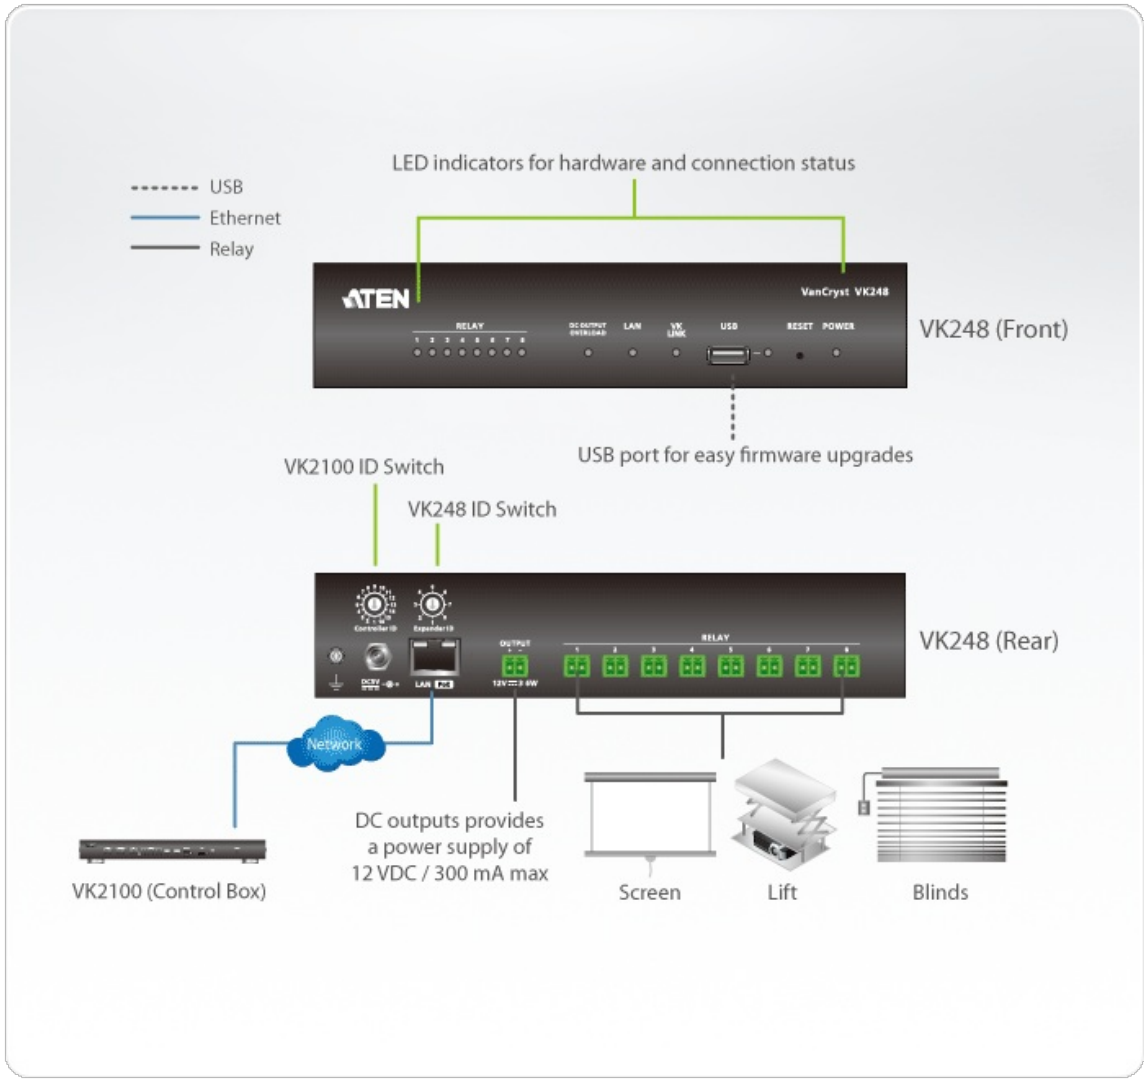 LED indicators for hardware and connection status
USB
Ethernet
Relay
ATEN
VanCryst VK248
RELAY
1 2 3 4 5 6 7 8
DC OUTPUT OVERLOAD
LAN
VK LINK
USB
RESET
POWER
VK248 (Front)
USB port for easy firmware upgrades
VK2100 ID Switch
VK248 ID Switch
Controller ID
Expander ID
OUTPUT
+ −
RELAY
1 2 3 4 5 6 7 8
VK248 (Rear)
LAN PoE
Network
DC outputs provides
a power supply of
12 VDC / 300 mA max
VK2100 (Control Box)
Screen
Lift
Blinds